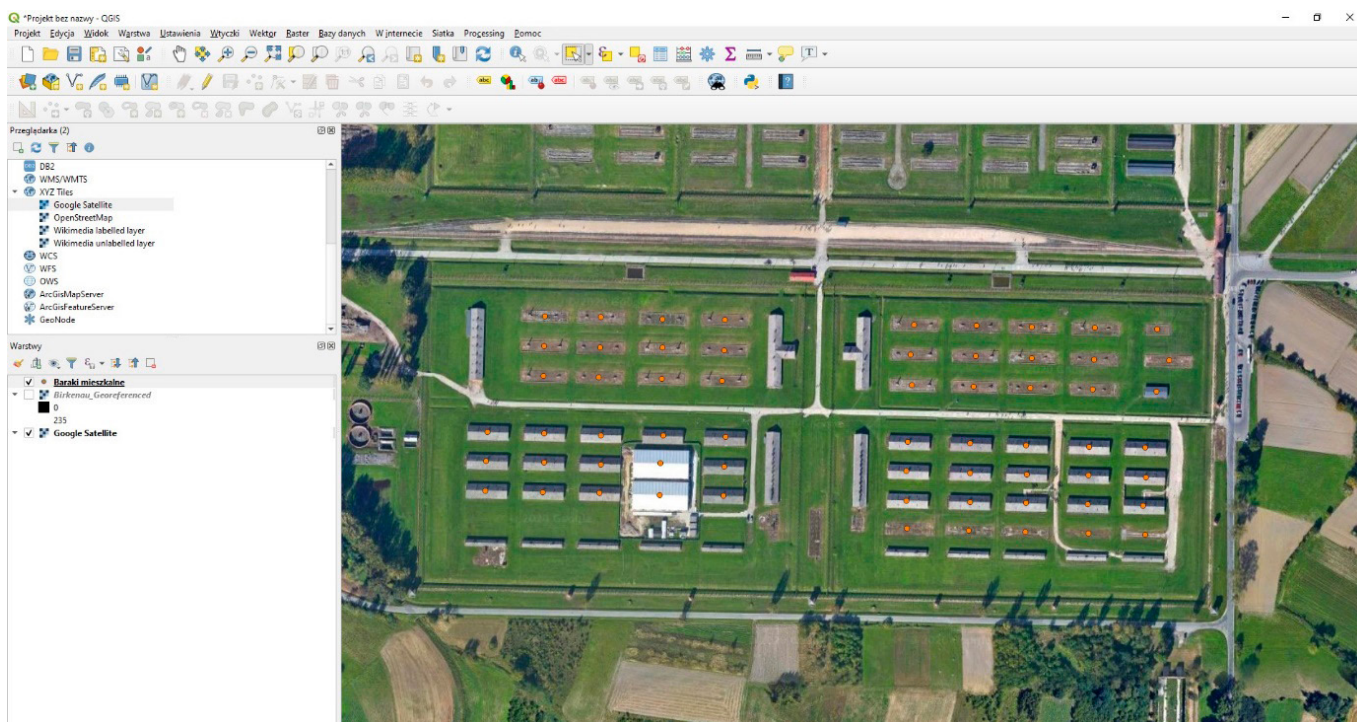 *Projekt bez nazwy - QGIS
Projekt Edycja Widok Warstwa Ustawienia Wtyczki Wektor Raster Bazy danych W internecie Siatka Processing Pomoc
Przeglądarka (2)
DB2
WMS/WMTS
XYZ Tiles
Google Satellite
OpenStreetMap
Wikimedia labelled layer
Wikimedia unlabelled layer
WCS
WFS
OWS
ArcGisMapServer
ArcGisFeatureServer
GeoNode
Warstwy
Baraki mieszkalne
Birkenau_Georeferenced
0
235
Google Satellite